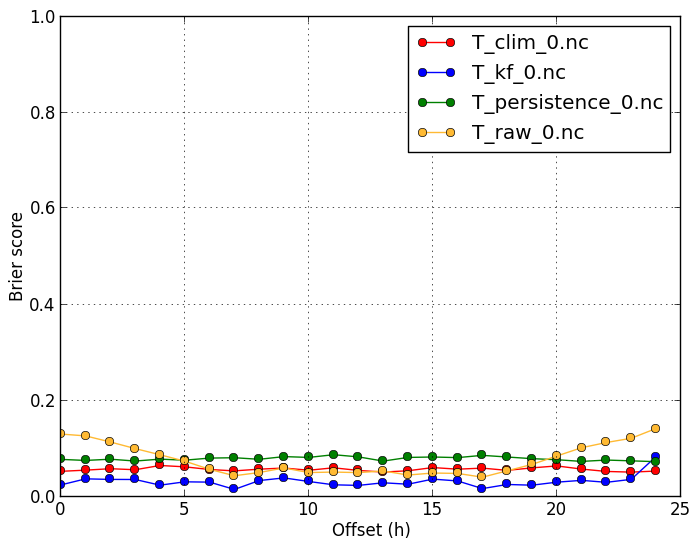 1.0
0.8
0.6
0.4
0.2
0.0
Brier score
T_clim_0.nc
T_kf_0.nc
T_persistence_0.nc
T_raw_0.nc
0 5 10 15 20 25
Offset (h)